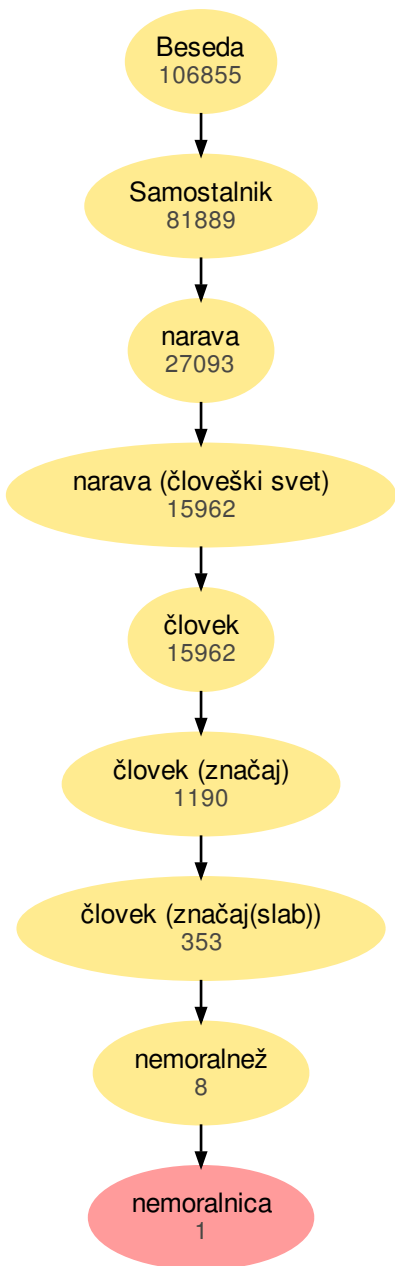 Beseda
106855
Samostalnik
81889
narava
27093
narava (človeški svet)
15962
človek
15962
človek (značaj)
1190
človek (značaj(slab))
353
nemoralnež
8
nemoralnica
1